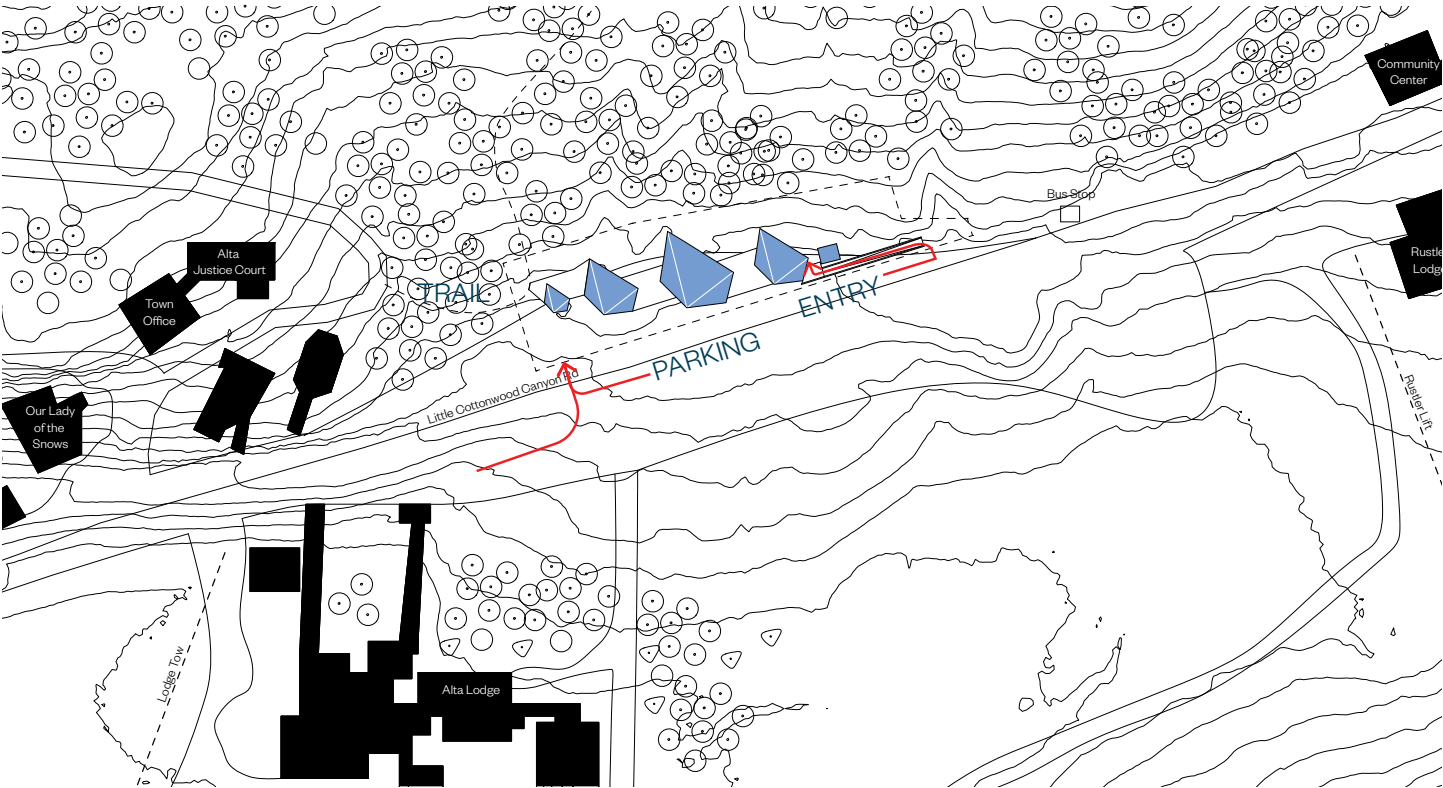 Community
Center
Bus Stop
Alta
Justice Court
Rustle
Lodge
TRAIL
ENTRY
Town
Office
PARKING
Little Cottonwood Canyon Rd
Rustler Lift
Our Lady
of the
Snows
Lodge Tow
Alta Lodge